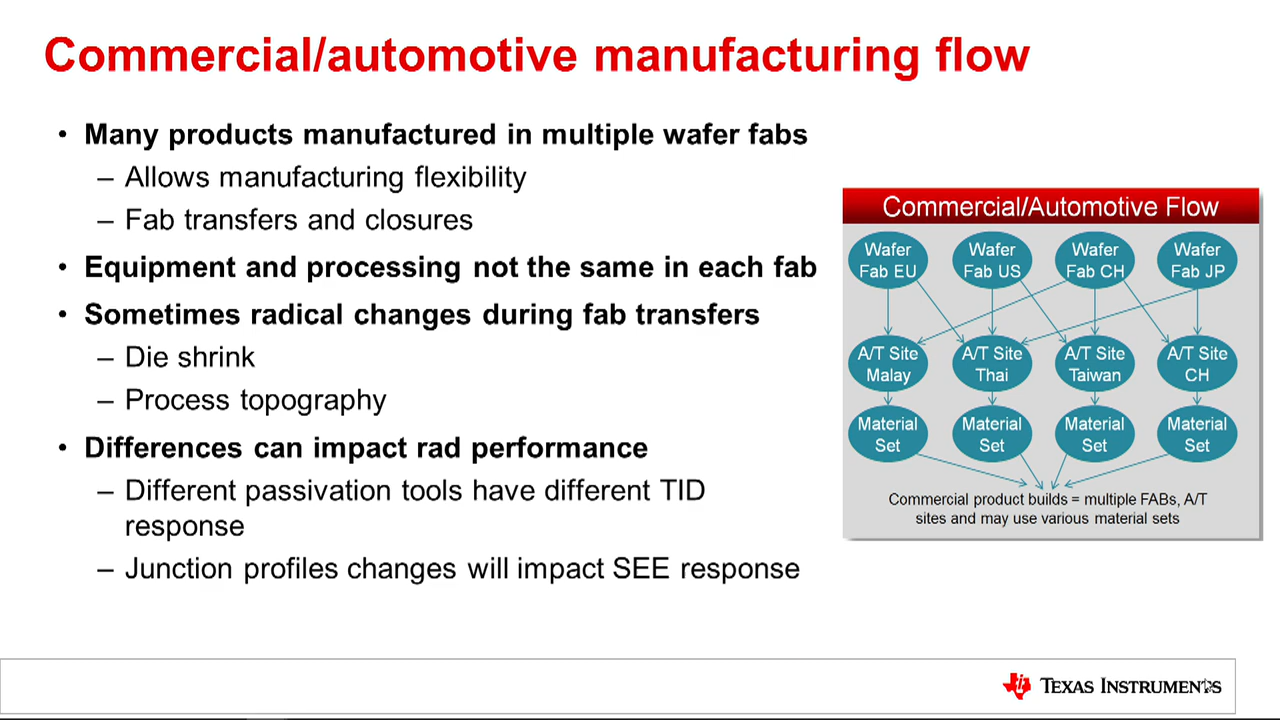 Commercial/automotive manufacturing flow
• Many products manufactured in multiple wafer fabs
– Allows manufacturing flexibility
– Fab transfers and closures
• Equipment and processing not the same in each fab
• Sometimes radical changes during fab transfers
– Die shrink
– Process topography
• Differences can impact rad performance
– Different passivation tools have different TID
response
– Junction profiles changes will impact SEE response
Commercial/Automotive Flow
Wafer
Fab EU
Wafer
Fab US
Wafer
Fab CH
Wafer
Fab JP
A/T Site
Malay
A/T Site
Thai
A/T Site
Taiwan
A/T Site
CH
Material
Set
Material
Set
Material
Set
Material
Set
Commercial product builds = multiple FABs, A/T
sites and may use various material sets
TEXAS INSTRUMENTS